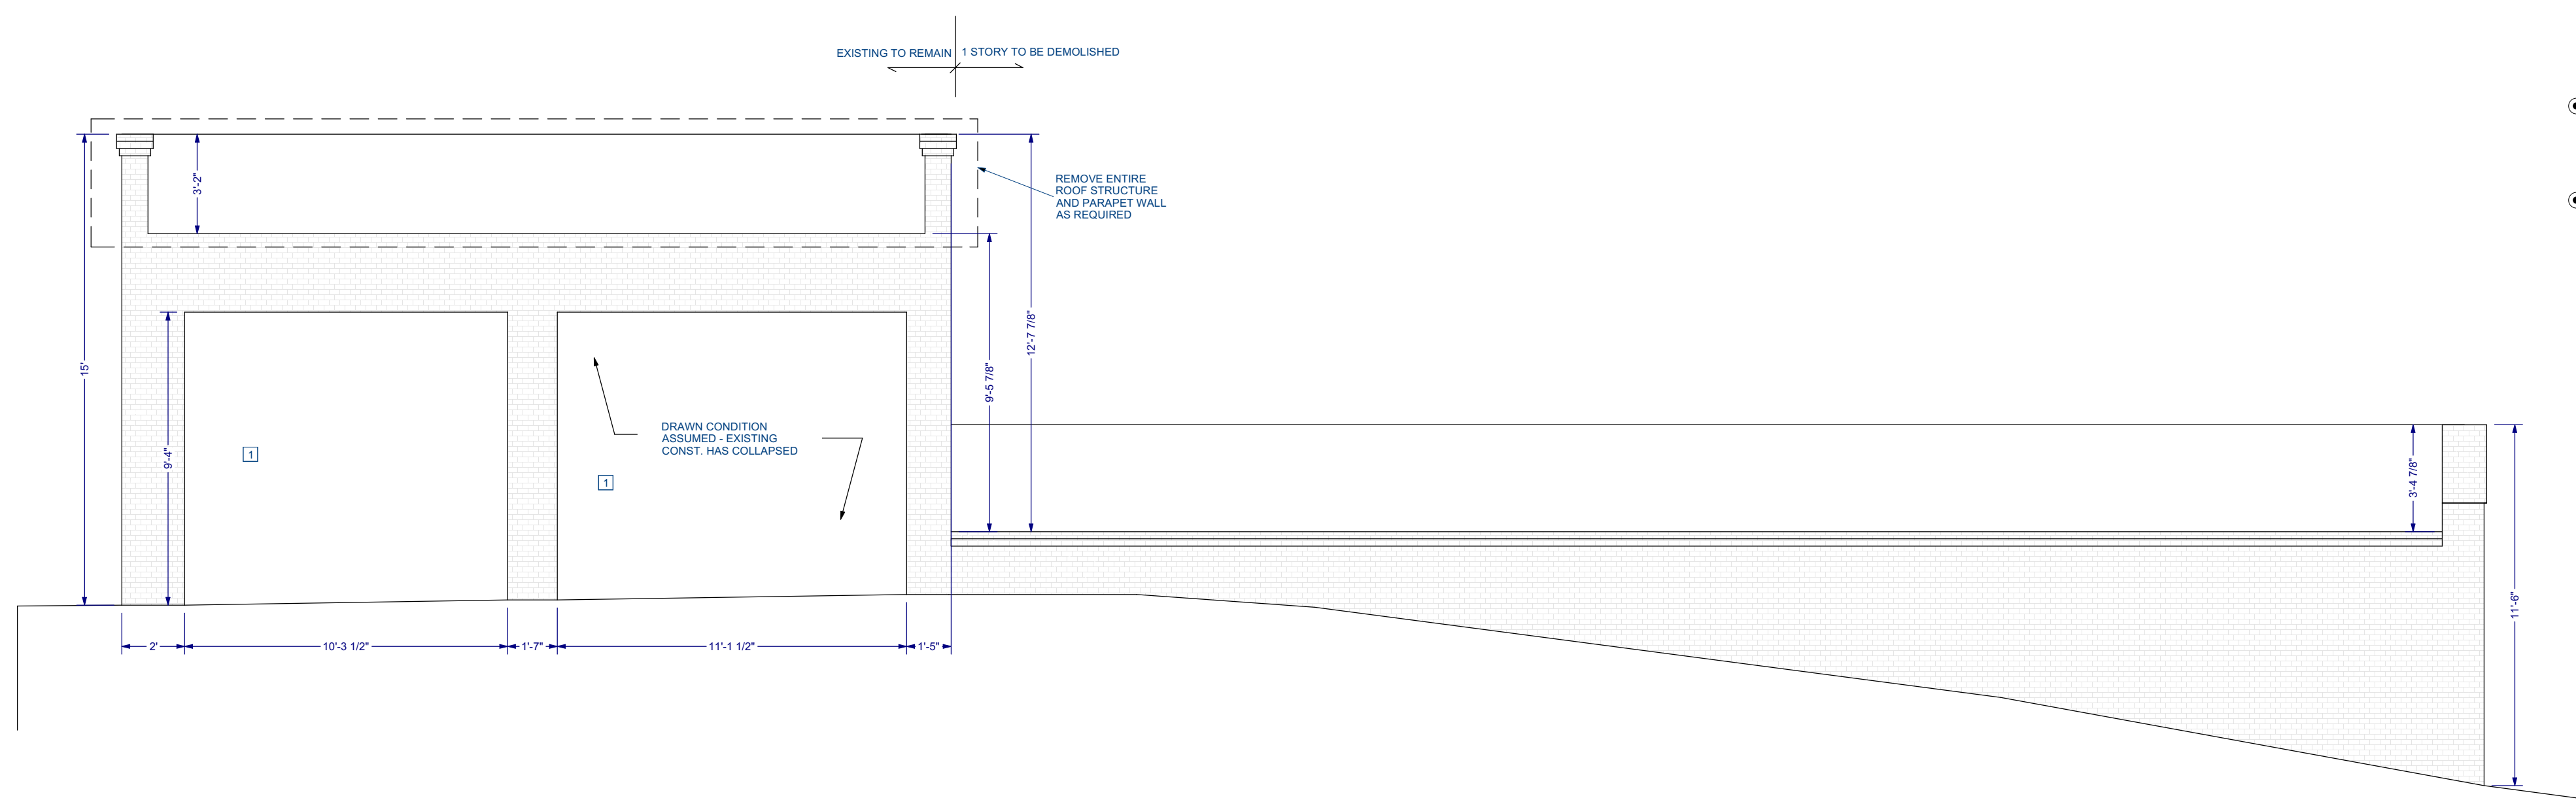 EXISTING TO REMAIN
1 STORY TO BE DEMOLISHED
3'-2"
REMOVE ENTIRE
ROOF STRUCTURE
AND PARAPET WALL
AS REQUIRED
15'
9'-4"
12'-7 7/8"
9'-5 7/8"
DRAWN CONDITION
ASSUMED - EXISTING
CONST. HAS COLLAPSED
1
1
3'-4 7/8"
11'-6"
2'
10'-3 1/2"
1'-7"
11'-1 1/2"
1'-5"